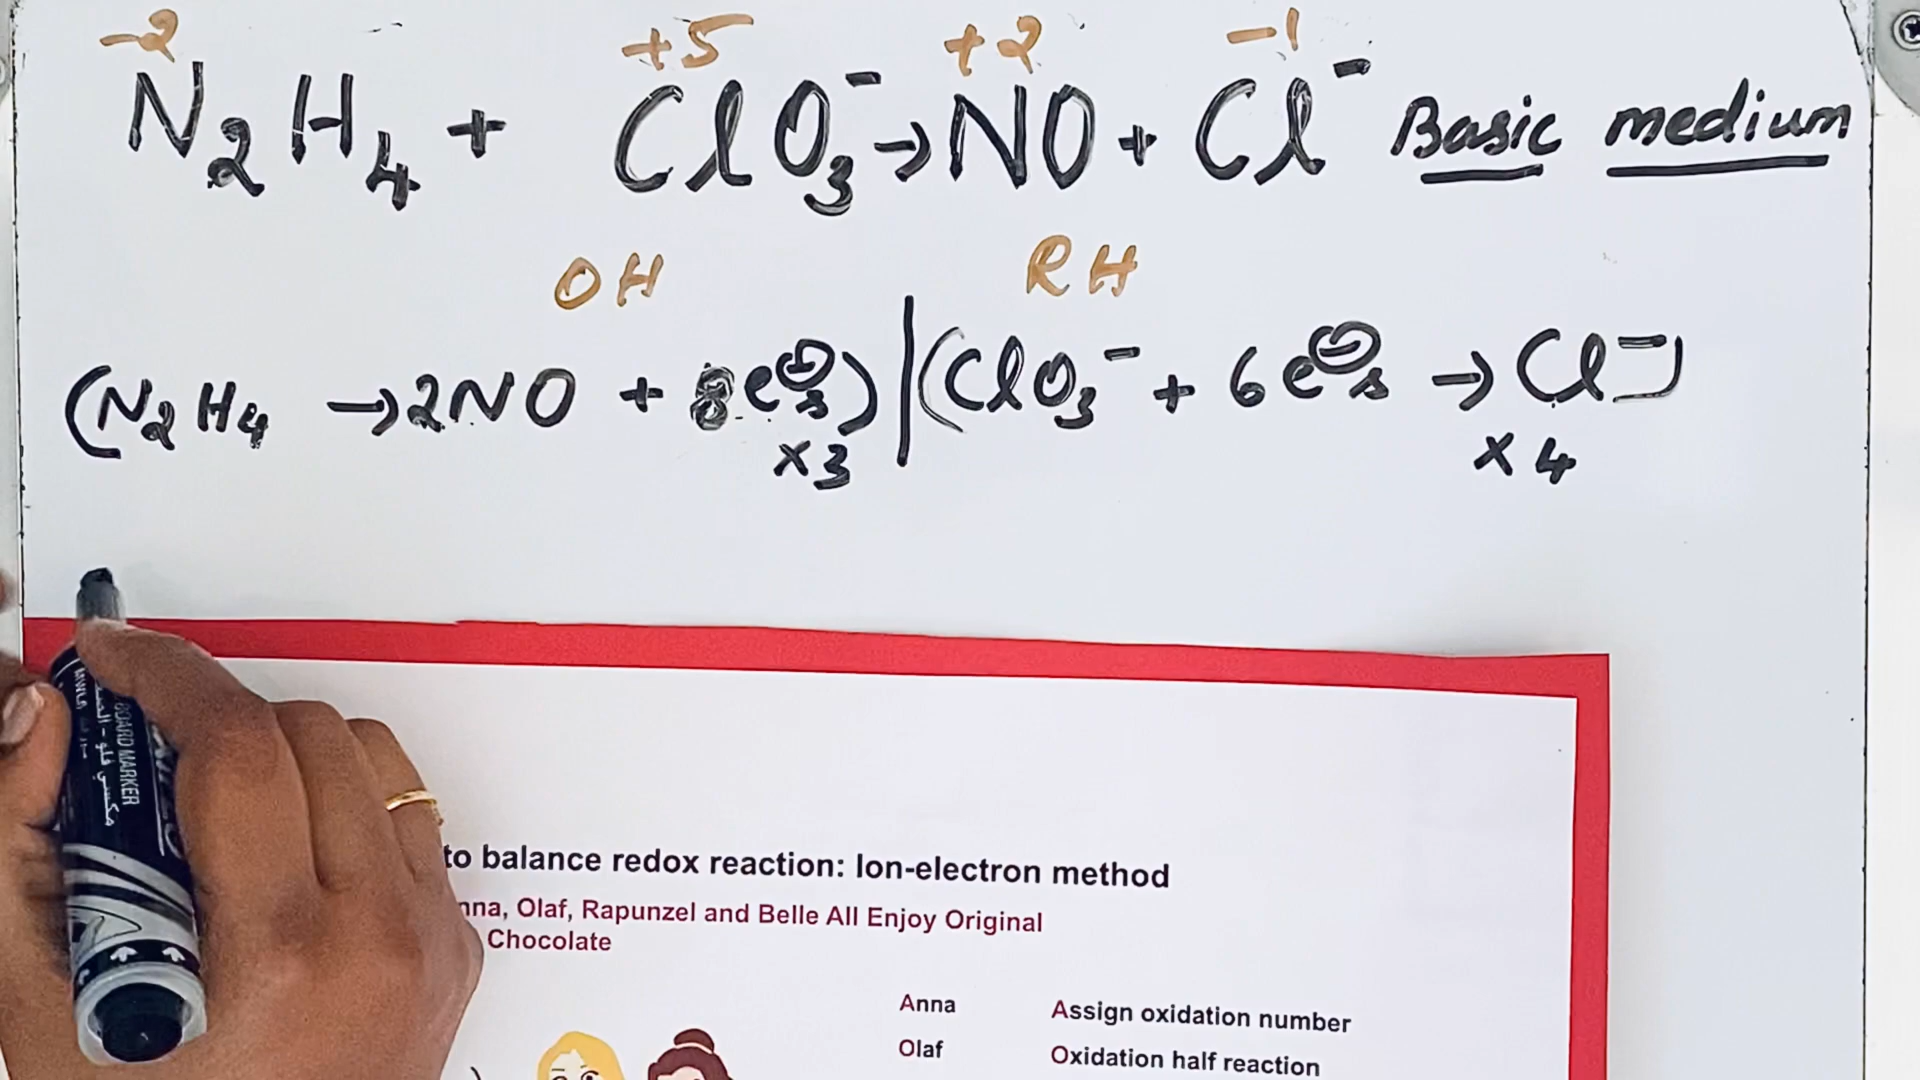 -2 +5 +2 -1
N₂H₄ + ClO₃⁻ → NO + Cl⁻ Basic medium
OH RH
(N₂H₄ → 2NO + 8e⊖s) | (ClO₃⁻ + 6e⊖s → Cl⁻)
×3 ×4
BOARD MARKER
to balance redox reaction: Ion-electron method
nna, Olaf, Rapunzel and Belle All Enjoy Original
Chocolate
Anna Assign oxidation number
Olaf Oxidation half reaction